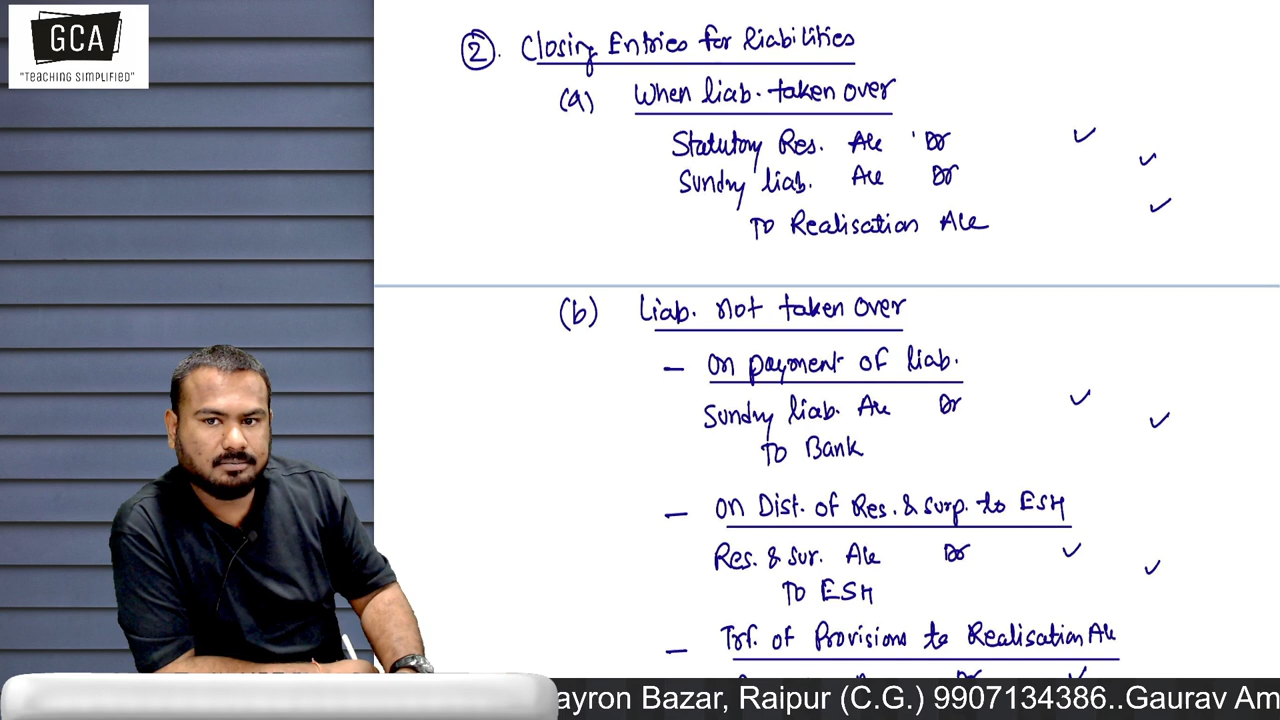 GCA
"TEACHING SIMPLIFIED"
② Closing Entries for liabilities
(a) When liab. taken over
Statutory Res. A/c Dr ✓
Sundry liab. A/c Dr ✓
To Realisation A/c ✓
(b) Liab. not taken over
– On payment of liab.
Sundry liab. A/c Dr ✓
To Bank ✓
– On Dist. of Res. & Surp. to ESH
Res. & Sur. A/c Dr ✓
To ESH ✓
– Trf. of Provisions to Realisation A/c
ayron Bazar, Raipur (C.G.) 9907134386..Gaurav Am